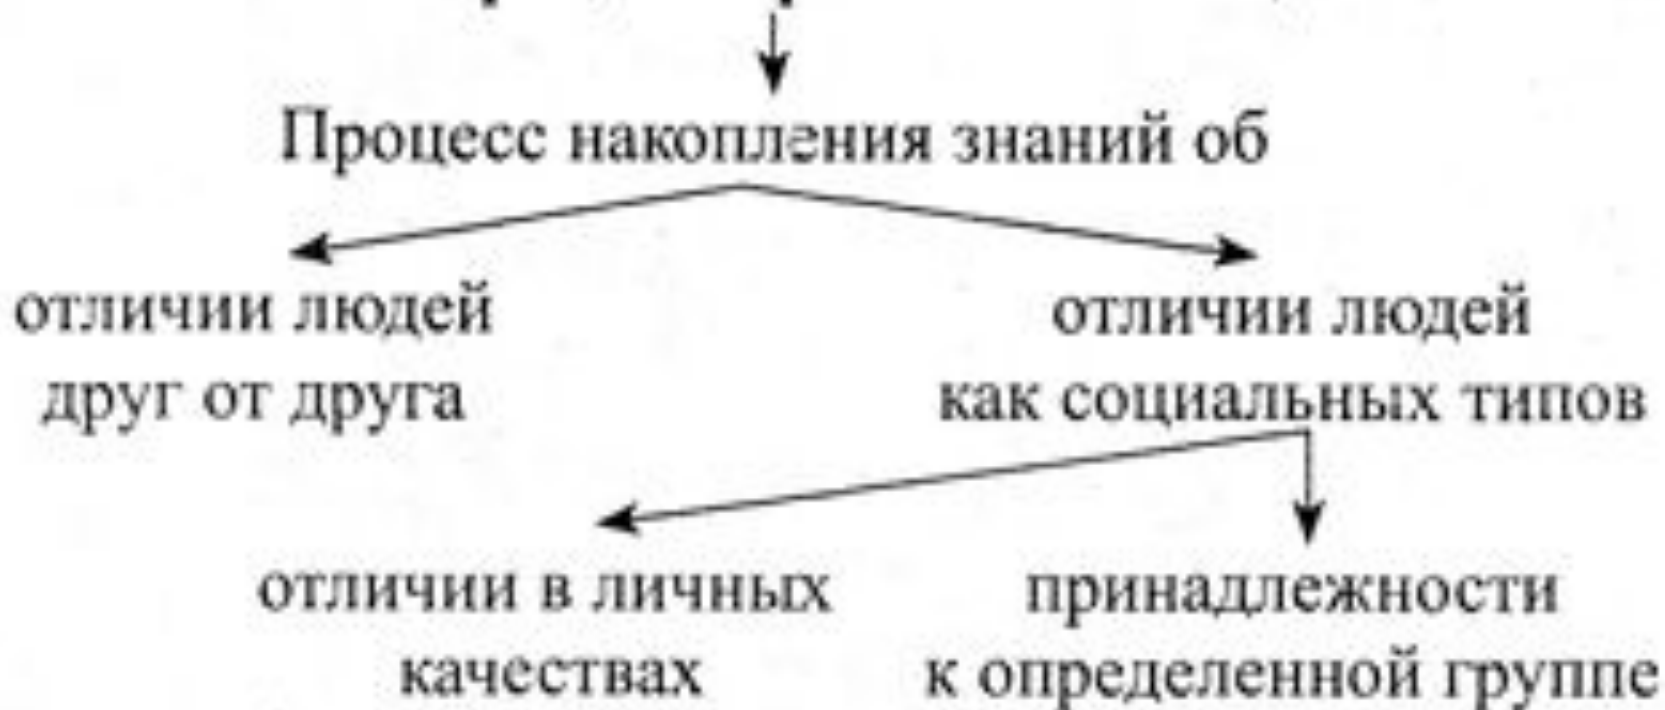 Процесс накопления знаний об
отличии людей
друг от друга
отличии людей
как социальных типов
отличии в личных
качествах
принадлежности
к определенной группе